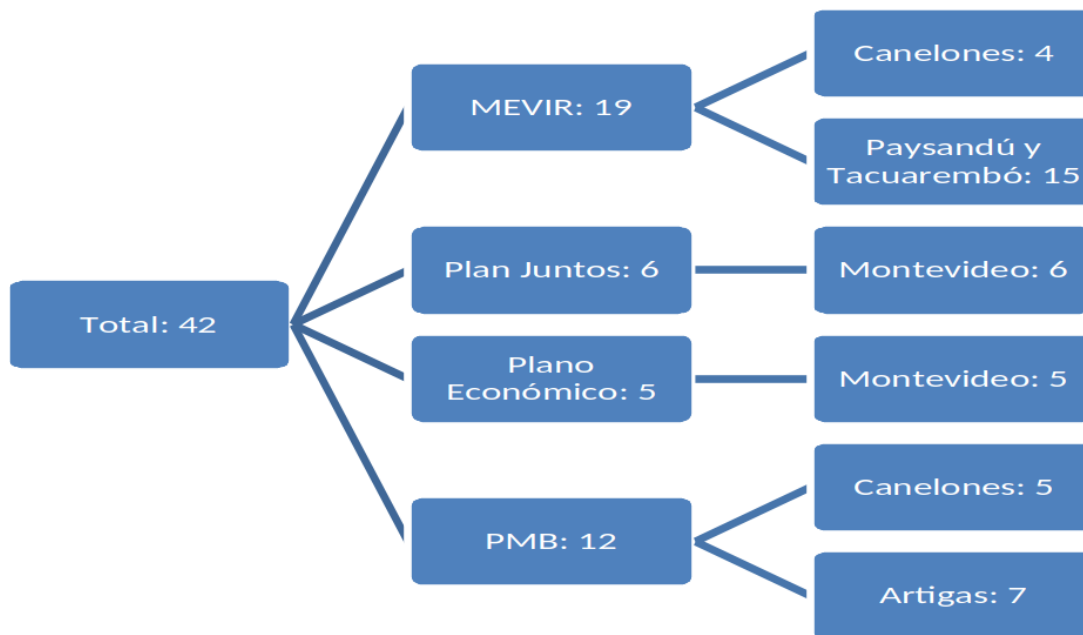 Total: 42
MEVIR: 19
Canelones: 4
Paysandú y
Tacuarembó: 15
Plan Juntos: 6
Montevideo: 6
Plano
Económico: 5
Montevideo: 5
PMB: 12
Canelones: 5
Artigas: 7